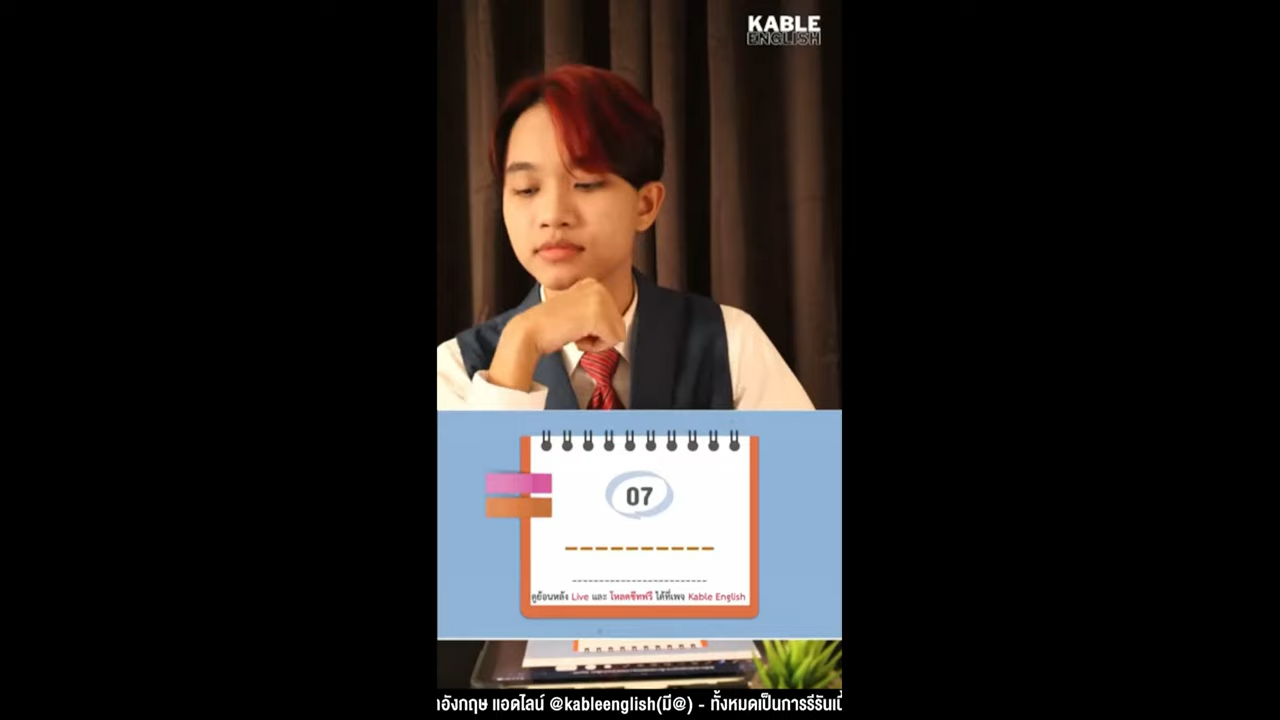 KABLE
ENGLISH
07
ดูย้อนหลัง Live และ โหลดชีทฟรี ได้ที่เพจ Kable English
าอังกฤษ แอดไลน์ @kableenglish(มี@) - ทั้งหมดเป็นการรีรันเนื้